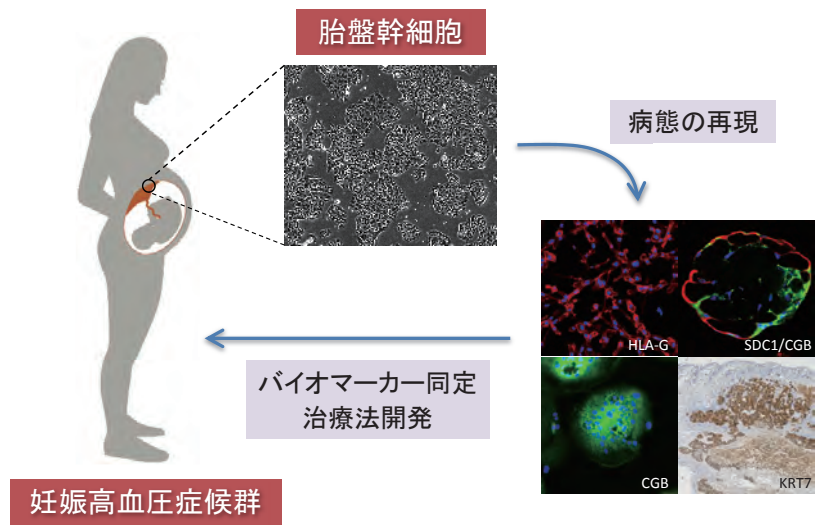 胎盤幹細胞
病態の再現
HLA-G
SDC1/CGB
バイオマーカー同定
治療法開発
CGB
KRT7
妊娠高血圧症候群